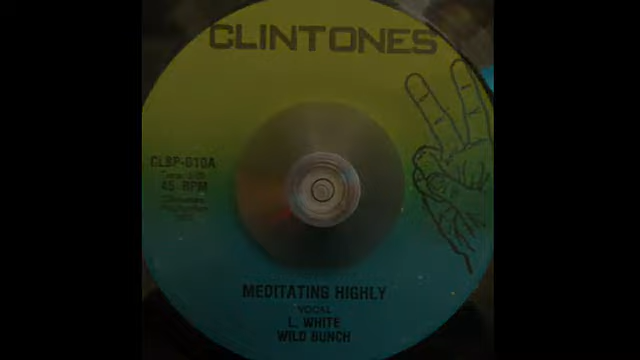 CLINTONES
CLBP-010A
45 RPM
MEDITATING HIGHLY
VOCAL
L. WHITE
WILD BUNCH